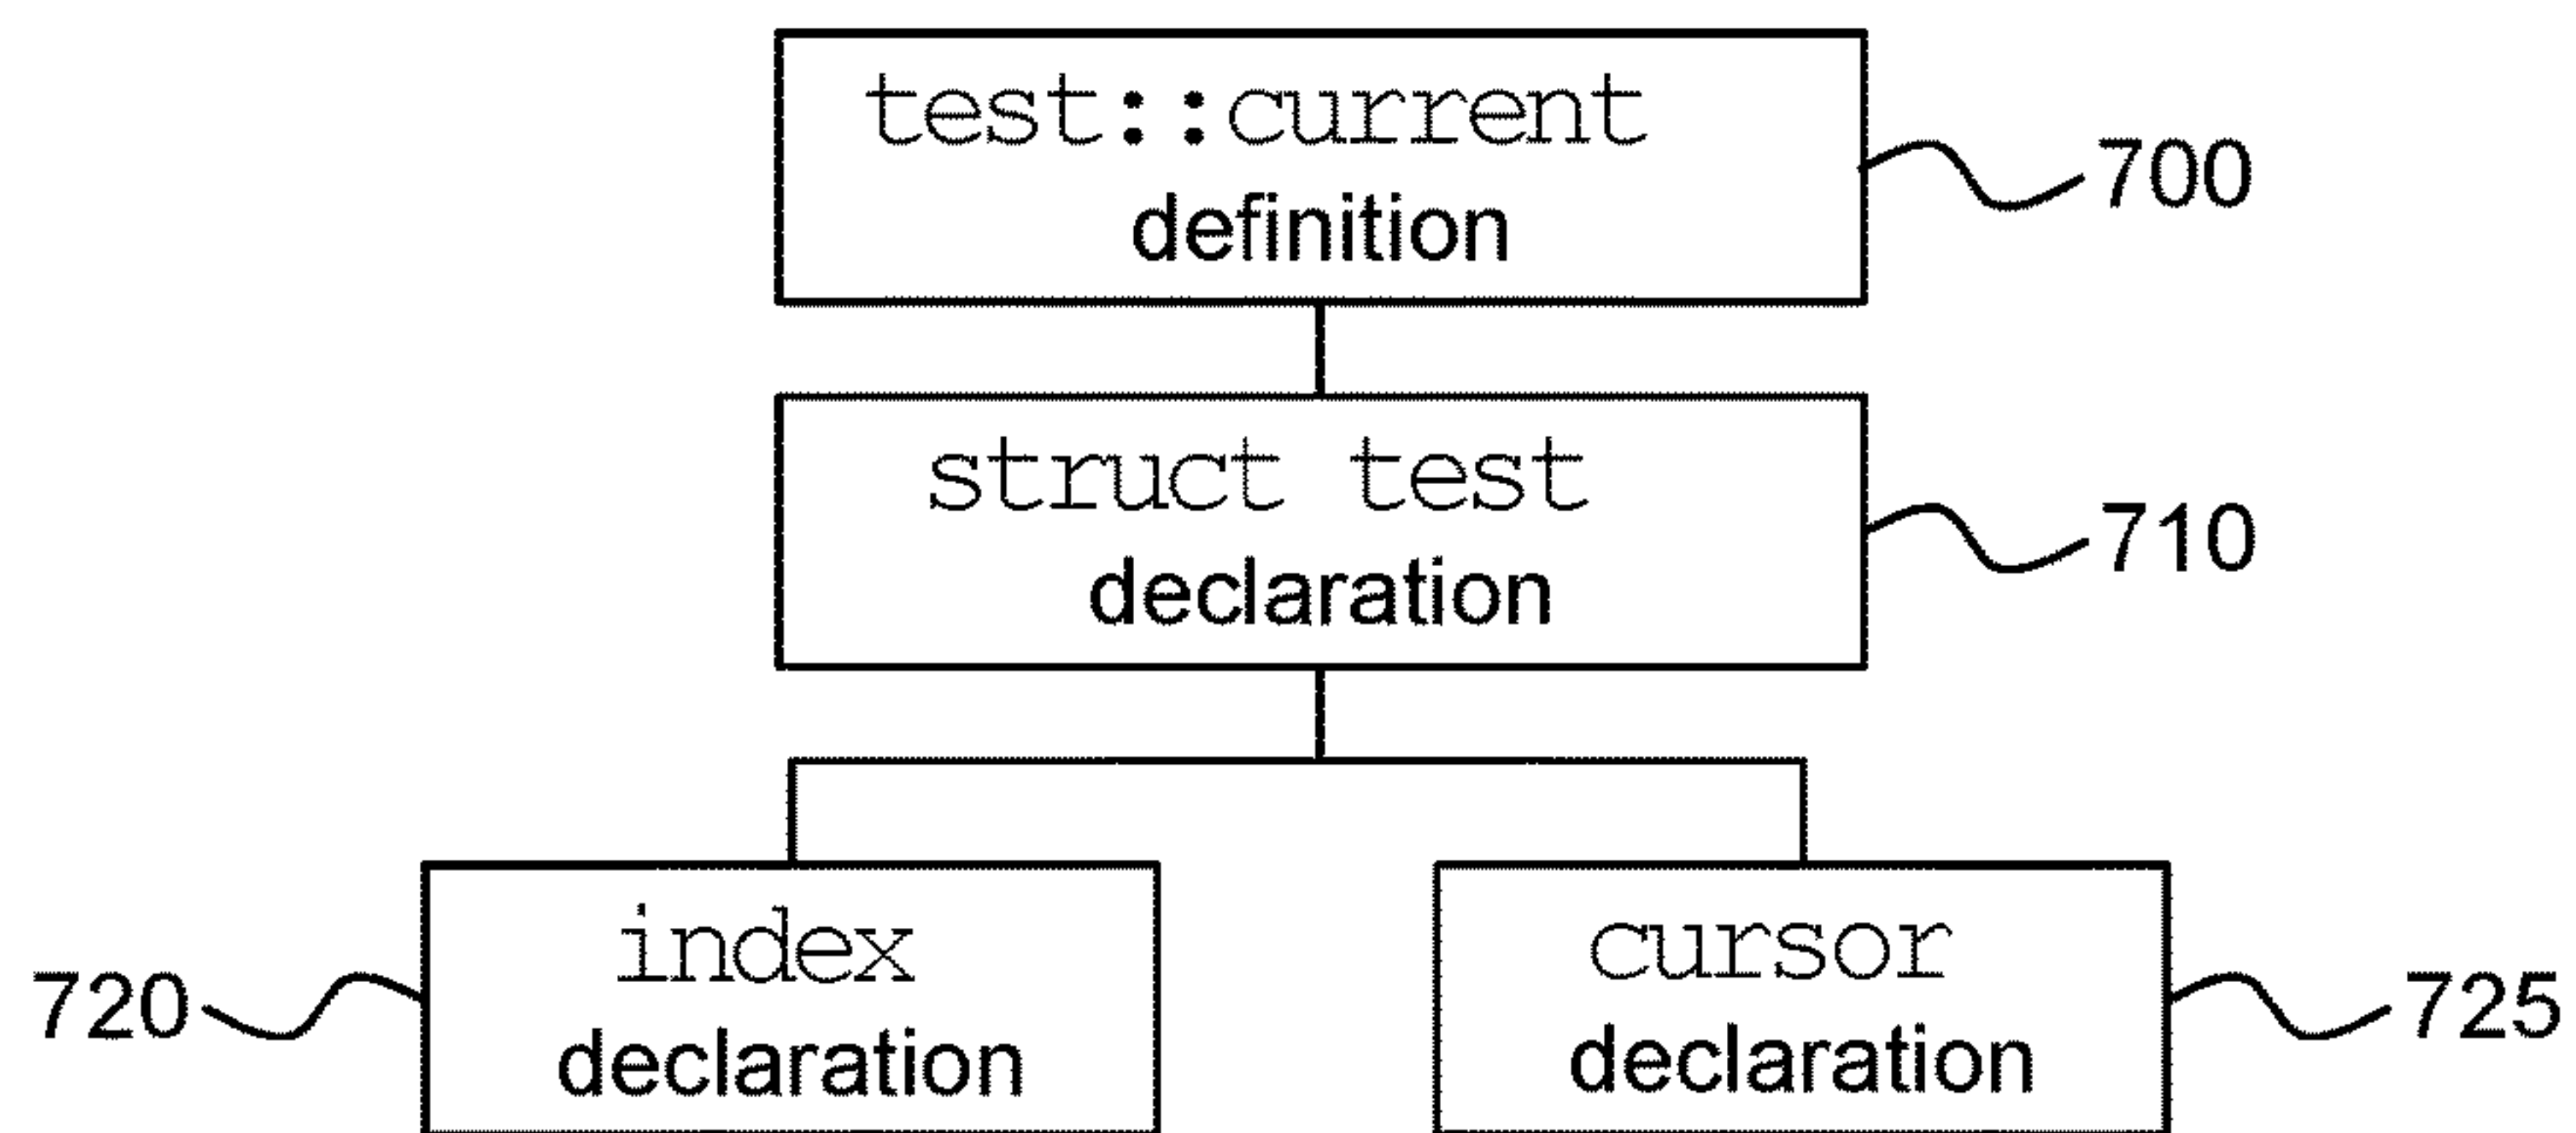 test::current
definition
700
struct test
declaration
710
index
declaration
720
cursor
declaration
725